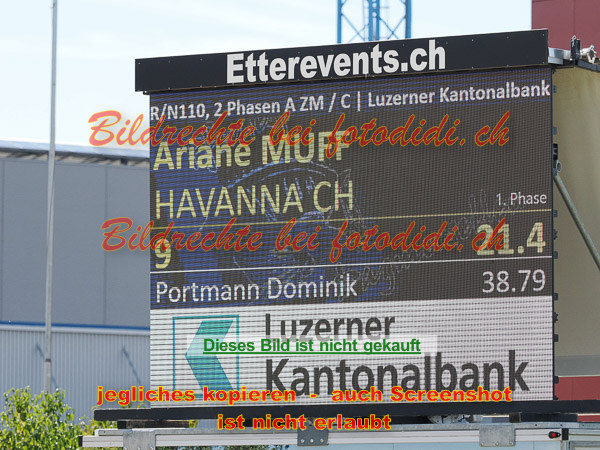 Etterevents.ch
R/N110, 2 Phasen A ZM / C | Luzerner Kantonalbank
Bildrechte bei fotodidi.ch
Ariane MUFF
HAVANNA CH
1. Phase
Bildrechte bei fotodidi.ch
9 21.4
Portmann Dominik 38.79
Luzerner
Dieses Bild ist nicht gekauft
Kantonalbank
jegliches kopieren - auch Screenshot
ist nicht erlaubt